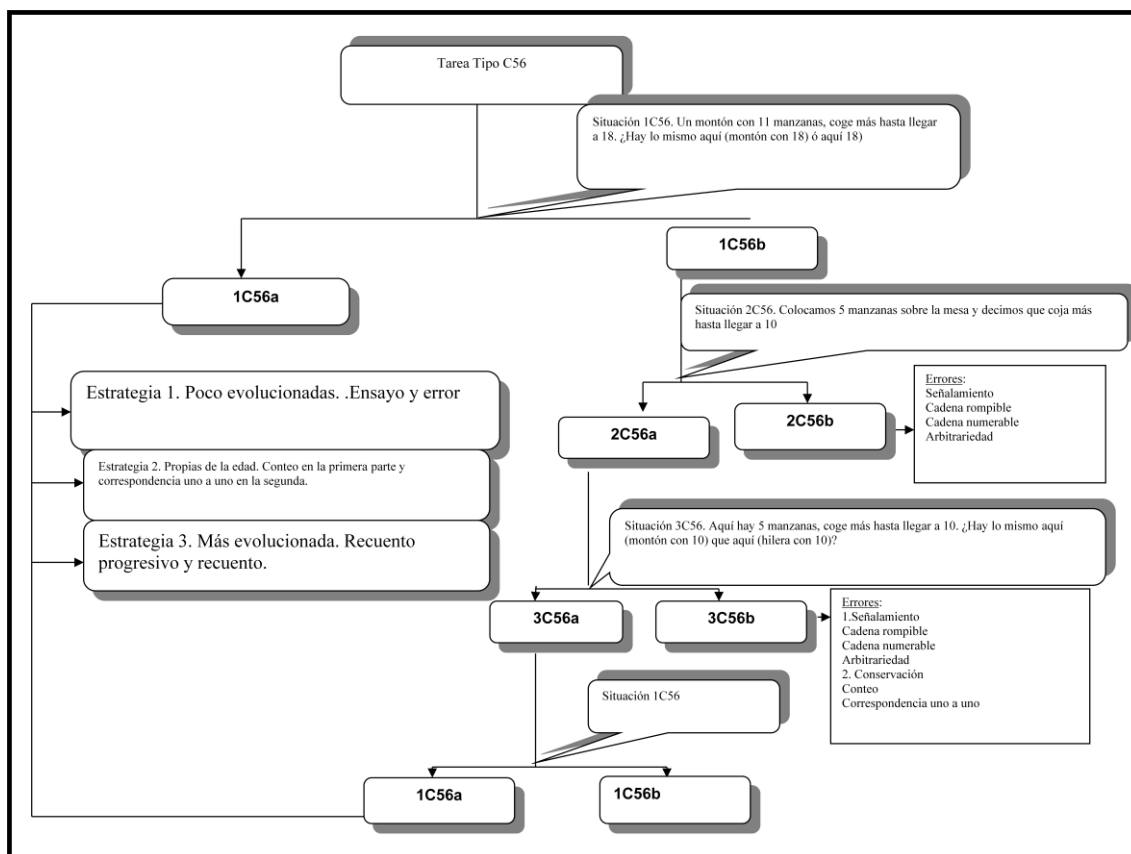 Tarea Tipo C56
Situación 1C56. Un montón con 11 manzanas, coge más hasta llegar
a 18. ¿Hay lo mismo aquí (montón con 18) ó aquí 18)
1C56b
1C56a
Situación 2C56. Colocamos 5 manzanas sobre la mesa y decimos que coja más
hasta llegar a 10
Estrategia 1. Poco evolucionadas. .Ensayo y error
Errores:
Señalamiento
Cadena rompible
Cadena numerable
Arbitrariedad
2C56a
2C56b
Estrategia 2. Propias de la edad. Conteo en la primera parte y
correspondencia uno a uno en la segunda.
Situación 3C56. Aquí hay 5 manzanas, coge más hasta llegar a 10. ¿Hay lo mismo aquí
(montón con 10) que aquí (hilera con 10)?
Estrategia 3. Más evolucionada. Recuento
progresivo y recuento.
3C56a
3C56b
Errores:
1.Señalamiento
Cadena rompible
Cadena numerable
Arbitrariedad
2. Conservación
Conteo
Correspondencia uno a uno
Situación 1C56
1C56a
1C56b